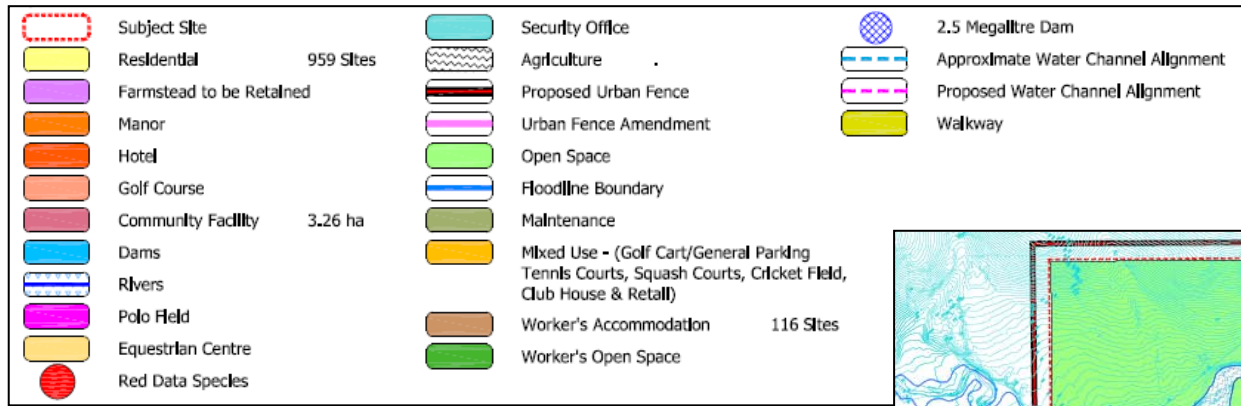 Subject Site
Residential 959 Sites
Farmstead to be Retained
Manor
Hotel
Golf Course
Community Facility 3.26 ha
Dams
Rivers
Polo Field
Equestrian Centre
Red Data Species
Security Office
Agriculture .
Proposed Urban Fence
Urban Fence Amendment
Open Space
Floodline Boundary
Maintenance
Mixed Use - (Golf Cart/General Parking
Tennis Courts, Squash Courts, Cricket Field,
Club House & Retail)
Worker's Accommodation 116 Sites
Worker's Open Space
2.5 Megalitre Dam
Approximate Water Channel Alignment
Proposed Water Channel Alignment
Walkway